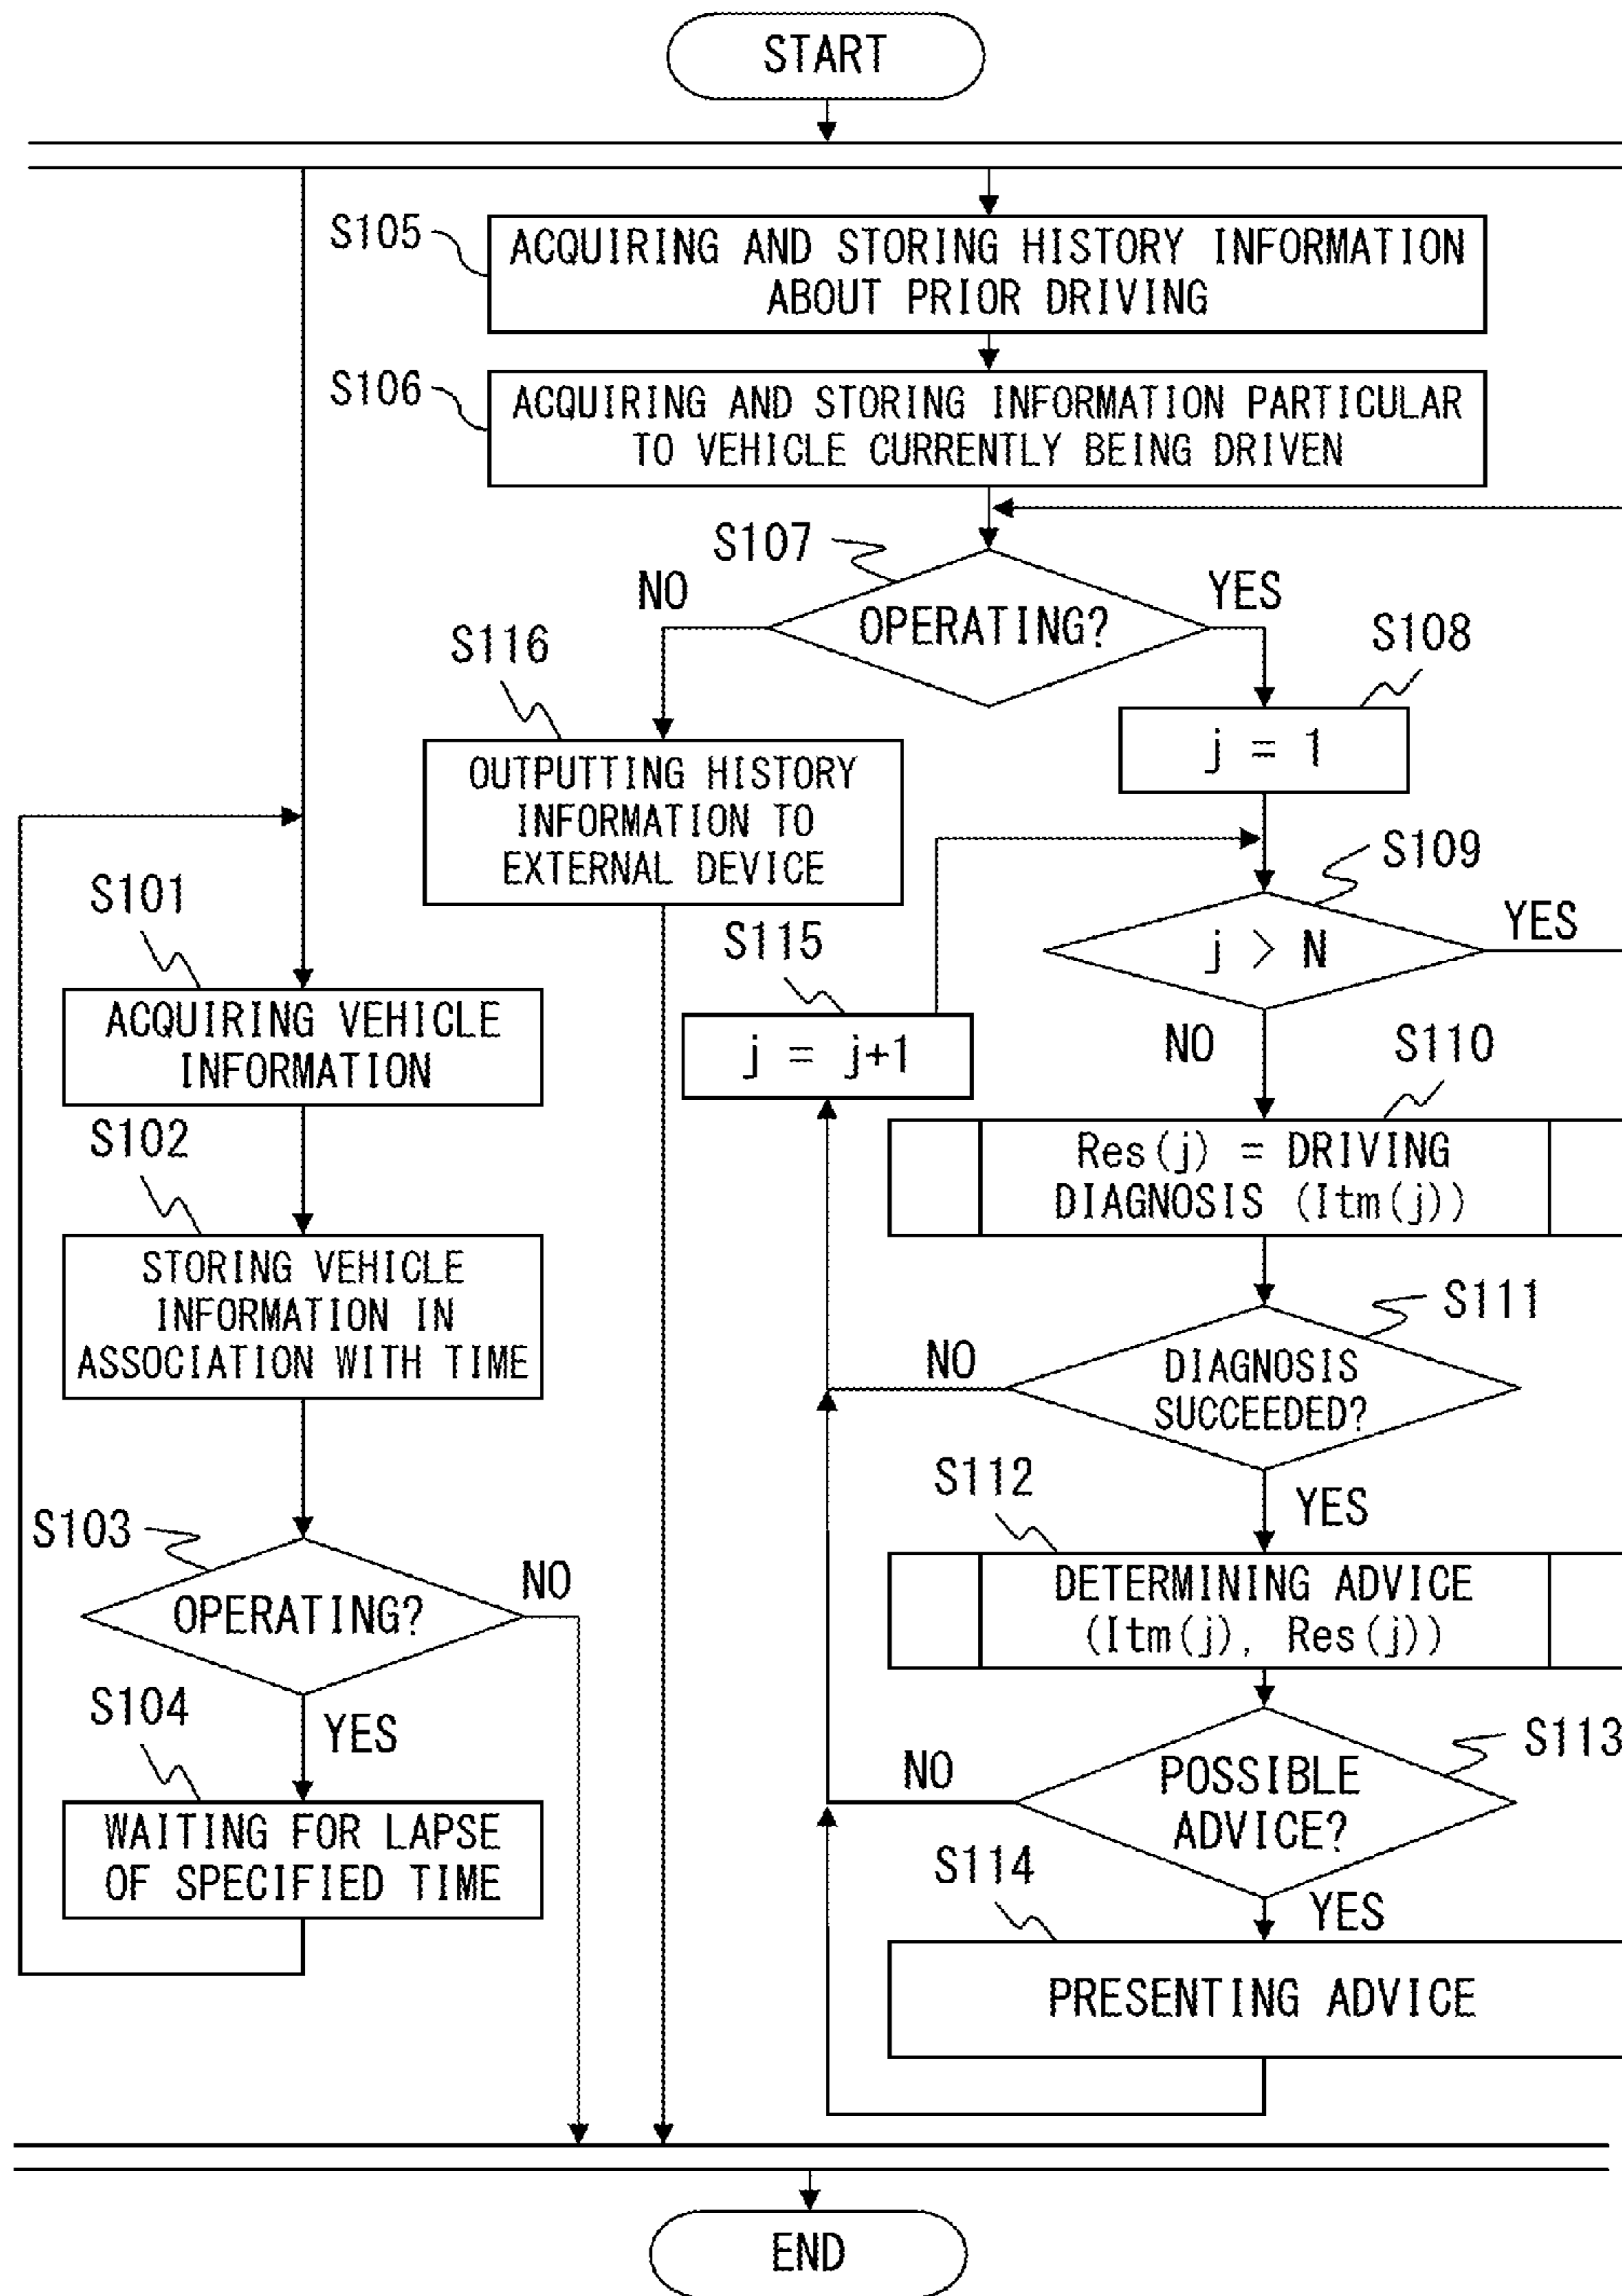 START
S105
ACQUIRING AND STORING HISTORY INFORMATION
ABOUT PRIOR DRIVING
S106
ACQUIRING AND STORING INFORMATION PARTICULAR
TO VEHICLE CURRENTLY BEING DRIVEN
S107
NO
YES
OPERATING?
S116
S108
OUTPUTTING HISTORY
INFORMATION TO
EXTERNAL DEVICE
j = 1
S109
YES
j > N
NO
S101
ACQUIRING VEHICLE
INFORMATION
S115
j = j+1
S110
Res(j) = DRIVING
DIAGNOSIS (Itm(j))
S102
STORING VEHICLE
INFORMATION IN
ASSOCIATION WITH TIME
S111
NO
DIAGNOSIS
SUCCEEDED?
YES
S112
DETERMINING ADVICE
(Itm(j), Res(j))
S103
NO
OPERATING?
YES
S104
WAITING FOR LAPSE
OF SPECIFIED TIME
S113
NO
POSSIBLE
ADVICE?
YES
S114
PRESENTING ADVICE
END